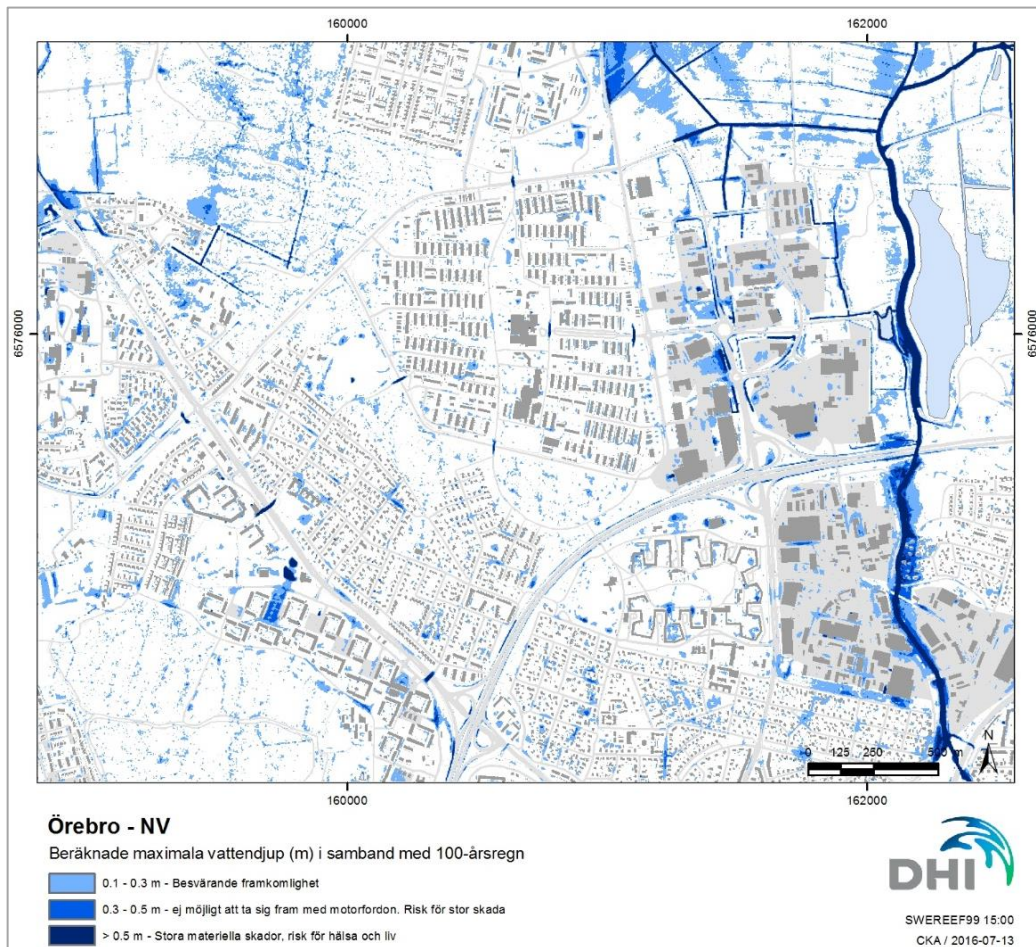 160000
162000
6576000
6576000
N
0 125 250 500 m
160000
162000
Örebro - NV
Beräknade maximala vattendjup (m) i samband med 100-årsregn
0.1 - 0.3 m - Besvärande framkomlighet
0.3 - 0.5 m - ej möjligt att ta sig fram med motorfordon. Risk för stor skada
> 0.5 m - Stora materiella skador, risk för hälsa och liv
DHI
SWEREEF99 15:00
CKA / 2016-07-13